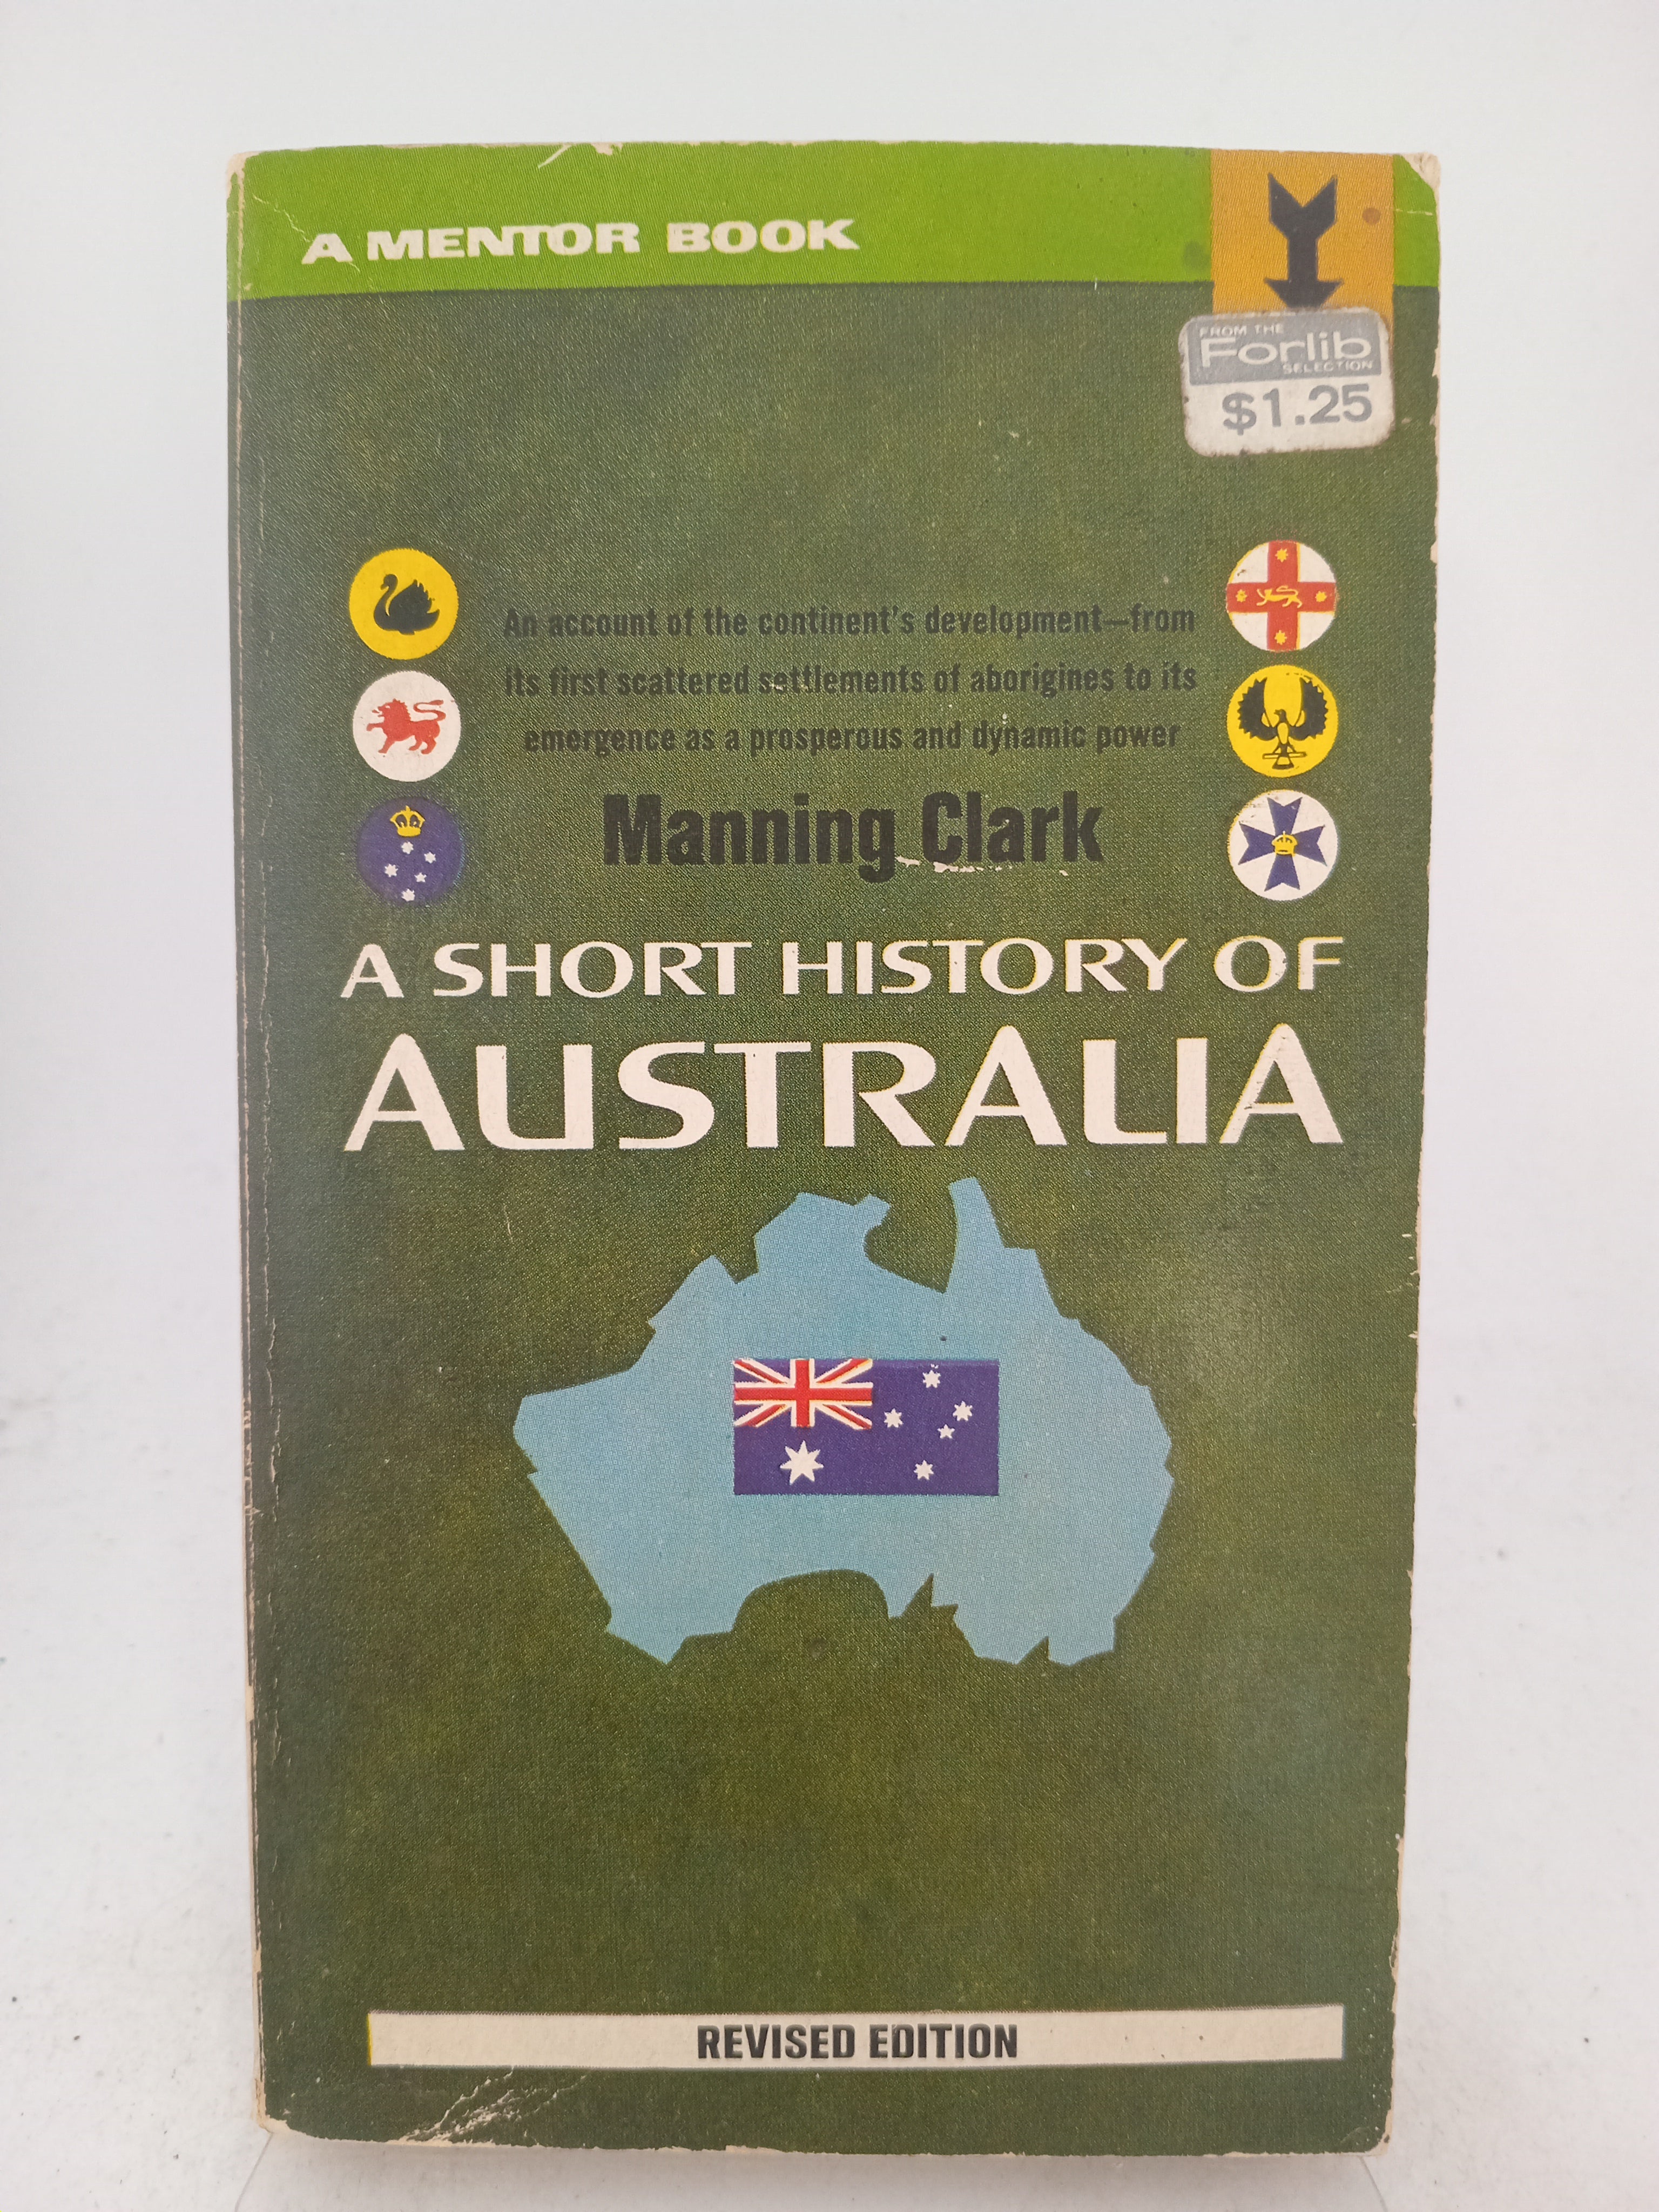 A MENTOR BOOK
FROM THE
Forlib
SELECTION
$1.25
An account of the continent's development—from
its first scattered settlements of aborigines to its
emergence as a prosperous and dynamic power
Manning Clark
A SHORT HISTORY OF
AUSTRALIA
REVISED EDITION